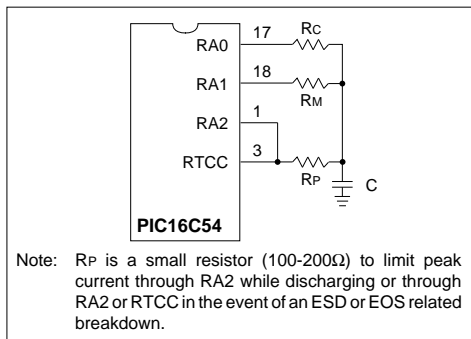 17 RC
RA0
18
RA1
RM
1
RA2
3
RTCC
RP C
PIC16C54
Note: RP is a small resistor (100-200Ω) to limit peak
current through RA2 while discharging or through
RA2 or RTCC in the event of an ESD or EOS related
breakdown.